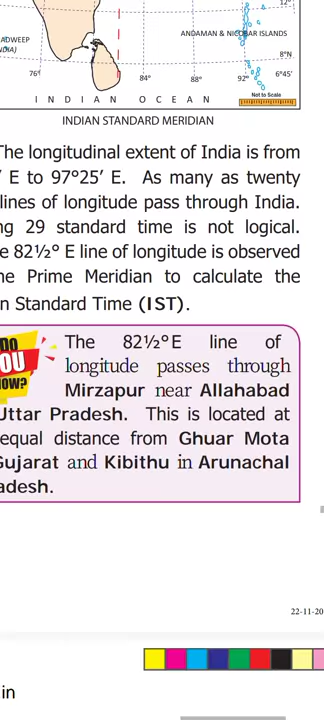 12°
ADWEEP
ANDAMAN & NICOBAR ISLANDS
DIA)
8°N
76°
84°
88°
92°
6°45'
INDIAN OCEAN
Not to Scale
INDIAN STANDARD MERIDIAN
The longitudinal extent of India is from
′ E to 97°25′ E. As many as twenty
lines of longitude pass through India.
ng 29 standard time is not logical.
e 82½° E line of longitude is observed
he Prime Meridian to calculate the
n Standard Time (IST).
DO
YOU
NOW?
The 82½°E line of
longitude passes through
Mirzapur near Allahabad
Uttar Pradesh. This is located at
equal distance from Ghuar Mota
Gujarat and Kibithu in Arunachal
adesh.
22-11-20
in